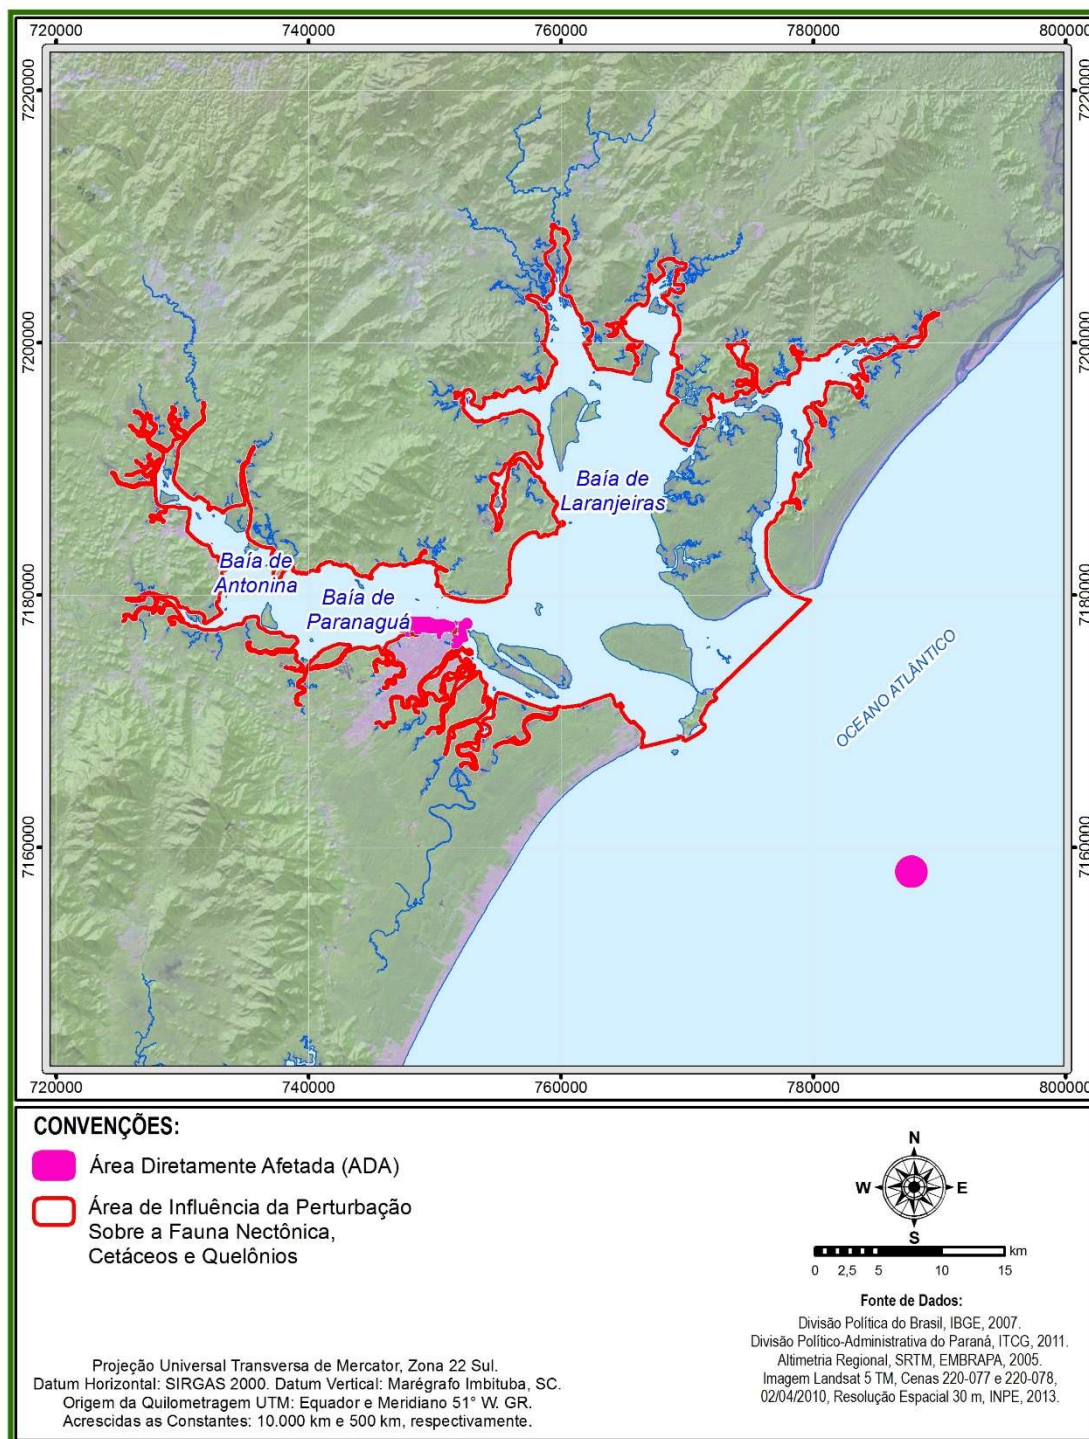 720000 740000 760000 780000 800000
7220000 7220000
7200000 7200000
Baía de
Laranjeiras
Baía de
Antonina
Baía de
Paranaguá
7180000 7180000
OCEANO ATLÂNTICO
7160000 7160000
720000 740000 760000 780000 800000
CONVENÇÕES:
Área Diretamente Afetada (ADA)
Área de Influência da Perturbação
Sobre a Fauna Nectônica,
Cetáceos e Quelônios
N
W E
S
km
0 2,5 5 10 15
Fonte de Dados:
Divisão Política do Brasil, IBGE, 2007.
Divisão Político-Administrativa do Paraná, ITCG, 2011.
Altimetria Regional, SRTM, EMBRAPA, 2005.
Imagem Landsat 5 TM, Cenas 220-077 e 220-078,
02/04/2010, Resolução Espacial 30 m, INPE, 2013.
Projeção Universal Transversa de Mercator, Zona 22 Sul.
Datum Horizontal: SIRGAS 2000. Datum Vertical: Marégrafo Imbituba, SC.
Origem da Quilometragem UTM: Equador e Meridiano 51° W. GR.
Acrescidas as Constantes: 10.000 km e 500 km, respectivamente.